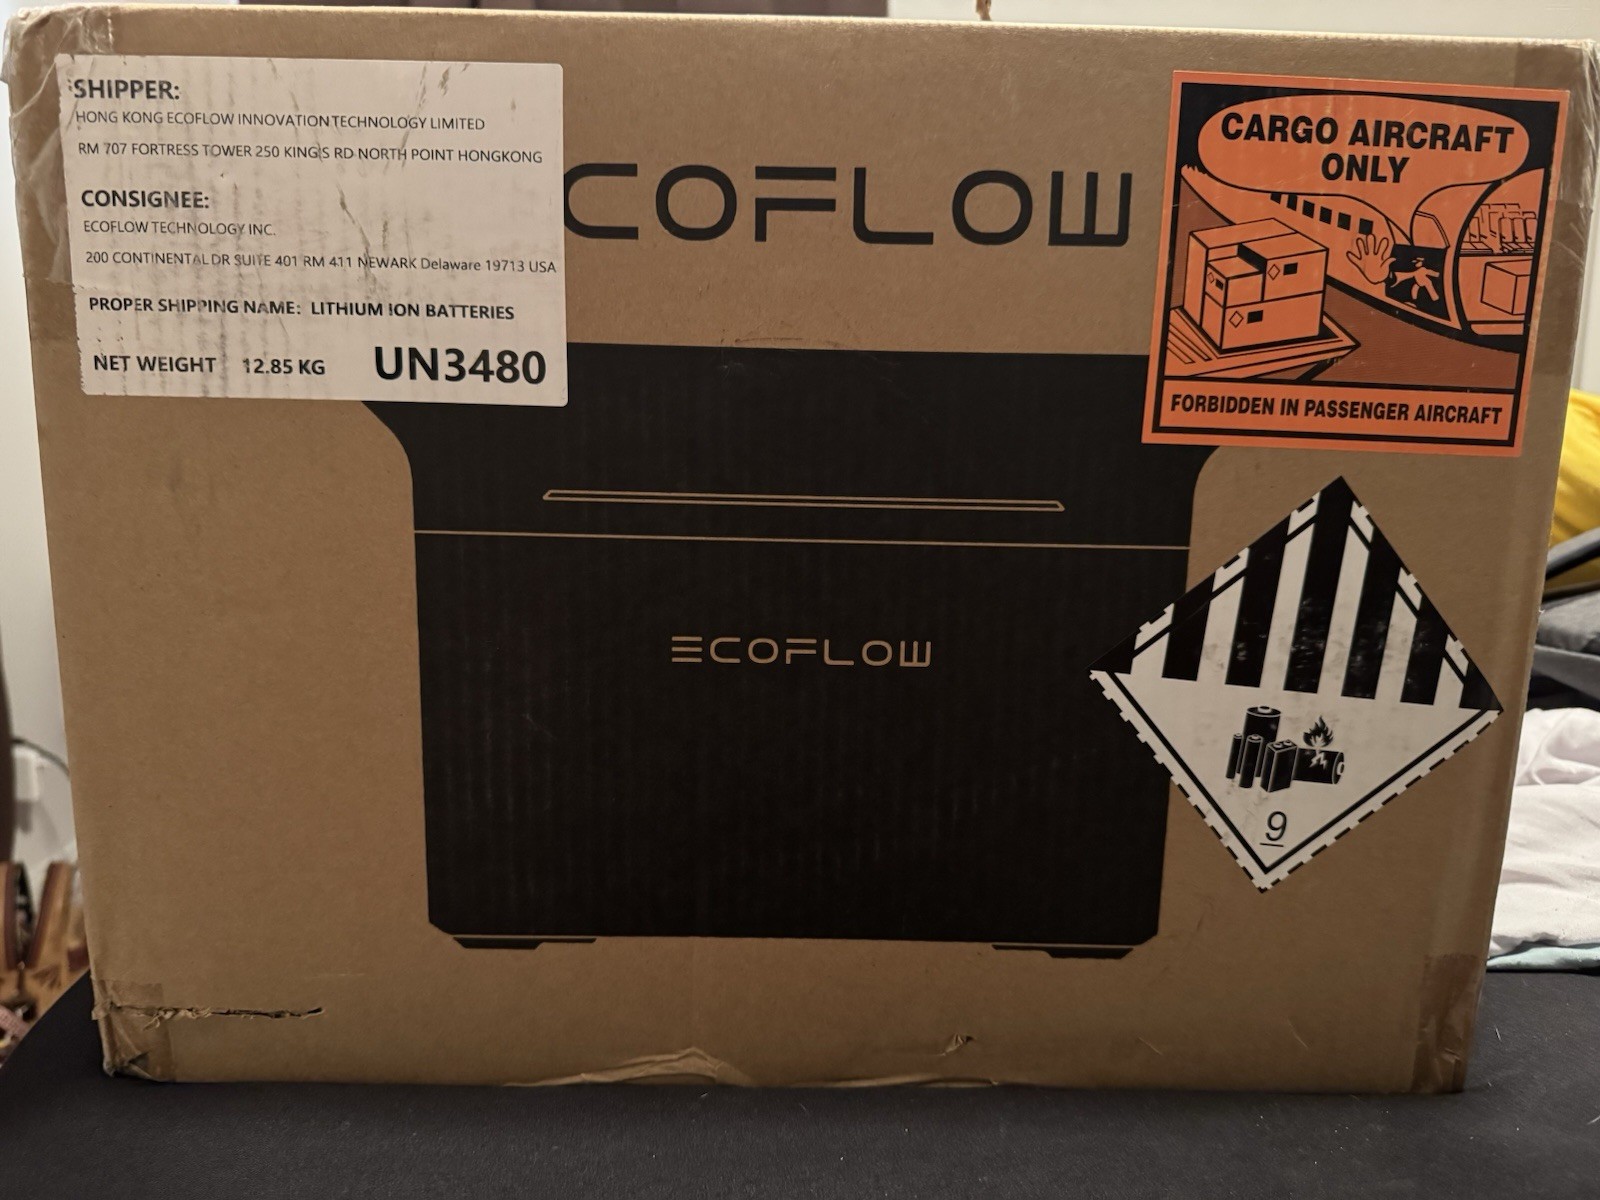 SHIPPER:
HONG KONG ECOFLOW INNOVATION TECHNOLOGY LIMITED
RM 707 FORTRESS TOWER 250 KING'S RD NORTH POINT HONGKONG
CONSIGNEE:
ECOFLOW TECHNOLOGY INC.
200 CONTINENTAL DR SUITE 401 RM 411 NEWARK Delaware 19713 USA
PROPER SHIPPING NAME: LITHIUM ION BATTERIES
NET WEIGHT 12.85 KG UN3480
COFLOW
CARGO AIRCRAFT
ONLY
FORBIDDEN IN PASSENGER AIRCRAFT
ECOFLOW
9